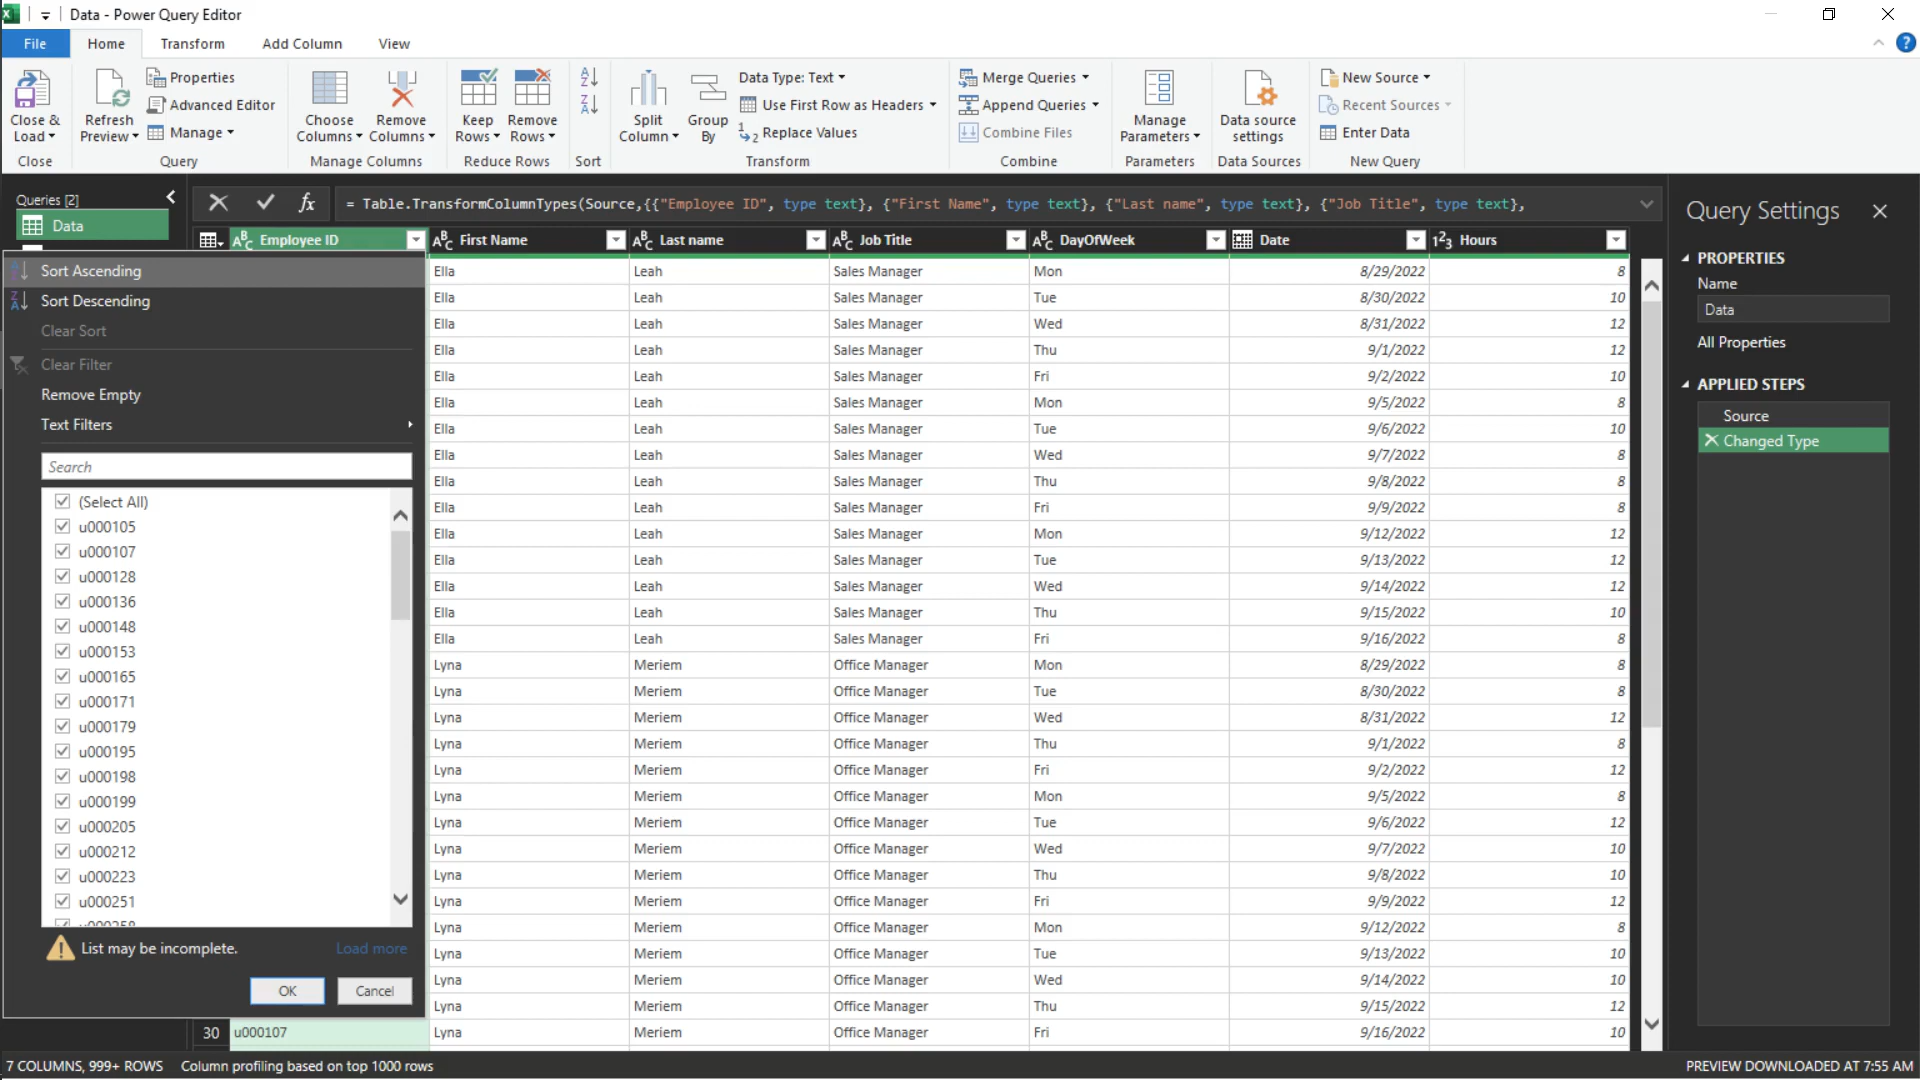 Data - Power Query Editor
File Home Transform Add Column View
Close & Load
Close
Refresh Preview
Properties
Advanced Editor
Manage
Query
Choose Columns
Remove Columns
Manage Columns
Keep Rows
Remove Rows
Reduce Rows
Sort
Split Column
Group By
Data Type: Text
Use First Row as Headers
Replace Values
Transform
Merge Queries
Append Queries
Combine Files
Combine
Manage Parameters
Parameters
Data source settings
Data Sources
New Source
Recent Sources
Enter Data
New Query
Queries [2]
Data
fx = Table.TransformColumnTypes(Source,{{"Employee ID", type text}, {"First Name", type text}, {"Last name", type text}, {"Job Title", type text},
Employee ID First Name Last name Job Title DayOfWeek Date Hours
Sort Ascending
Sort Descending
Clear Sort
Clear Filter
Remove Empty
Text Filters
Search
(Select All)
u000105
u000107
u000128
u000136
u000148
u000153
u000165
u000171
u000179
u000195
u000198
u000199
u000205
u000212
u000223
u000251
u000258
List may be incomplete. Load more
OK Cancel
Ella Leah Sales Manager Mon 8/29/2022 8
Ella Leah Sales Manager Tue 8/30/2022 10
Ella Leah Sales Manager Wed 8/31/2022 12
Ella Leah Sales Manager Thu 9/1/2022 12
Ella Leah Sales Manager Fri 9/2/2022 10
Ella Leah Sales Manager Mon 9/5/2022 8
Ella Leah Sales Manager Tue 9/6/2022 10
Ella Leah Sales Manager Wed 9/7/2022 8
Ella Leah Sales Manager Thu 9/8/2022 8
Ella Leah Sales Manager Fri 9/9/2022 8
Ella Leah Sales Manager Mon 9/12/2022 12
Ella Leah Sales Manager Tue 9/13/2022 12
Ella Leah Sales Manager Wed 9/14/2022 12
Ella Leah Sales Manager Thu 9/15/2022 10
Ella Leah Sales Manager Fri 9/16/2022 8
Lyna Meriem Office Manager Mon 8/29/2022 8
Lyna Meriem Office Manager Tue 8/30/2022 8
Lyna Meriem Office Manager Wed 8/31/2022 12
Lyna Meriem Office Manager Thu 9/1/2022 8
Lyna Meriem Office Manager Fri 9/2/2022 12
Lyna Meriem Office Manager Mon 9/5/2022 8
Lyna Meriem Office Manager Tue 9/6/2022 12
Lyna Meriem Office Manager Wed 9/7/2022 10
Lyna Meriem Office Manager Thu 9/8/2022 10
Lyna Meriem Office Manager Fri 9/9/2022 12
Lyna Meriem Office Manager Mon 9/12/2022 8
Lyna Meriem Office Manager Tue 9/13/2022 10
Lyna Meriem Office Manager Wed 9/14/2022 10
Lyna Meriem Office Manager Thu 9/15/2022 12
30 u000107 Lyna Meriem Office Manager Fri 9/16/2022 10
Query Settings
PROPERTIES
Name
Data
All Properties
APPLIED STEPS
Source
Changed Type
7 COLUMNS, 999+ ROWS Column profiling based on top 1000 rows
PREVIEW DOWNLOADED AT 7:55 AM